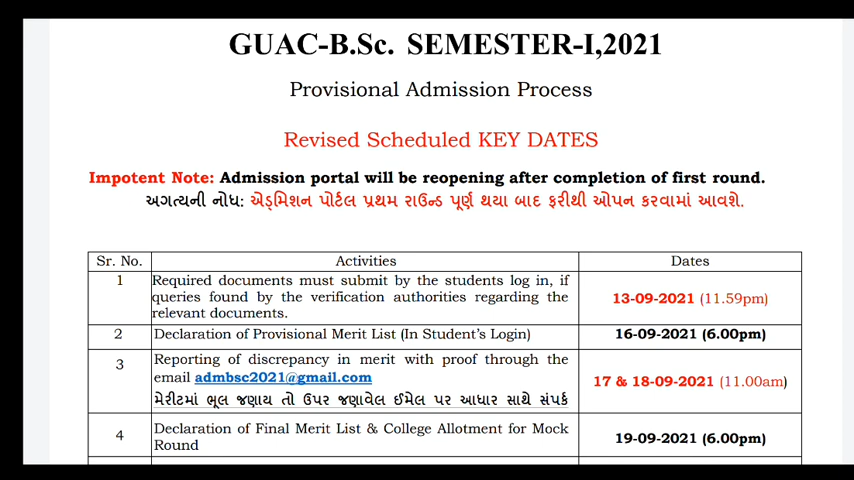 GUAC-B.Sc. SEMESTER-I,2021
Provisional Admission Process
Revised Scheduled KEY DATES
Impotent Note: Admission portal will be reopening after completion of first round.
અગત્યની નોધ: એડ્મિશન પોર્ટલ પ્રથમ રાઉન્ડ પૂર્ણ થયા બાદ ફરીથી ઓપન કરવામાં આવશે.
Sr. No. Activities Dates
1 Required documents must submit by the students log in, if
queries found by the verification authorities regarding the
relevant documents.
13-09-2021 (11.59pm)
2 Declaration of Provisional Merit List (In Student's Login) 16-09-2021 (6.00pm)
3 Reporting of discrepancy in merit with proof through the
email admbsc2021@gmail.com
મેરીટમાં ભૂલ જણાય તો ઉપર જણાવેલ ઈમેલ પર આધાર સાથે સંપર્ક
17 & 18-09-2021 (11.00am)
4 Declaration of Final Merit List & College Allotment for Mock
Round
19-09-2021 (6.00pm)